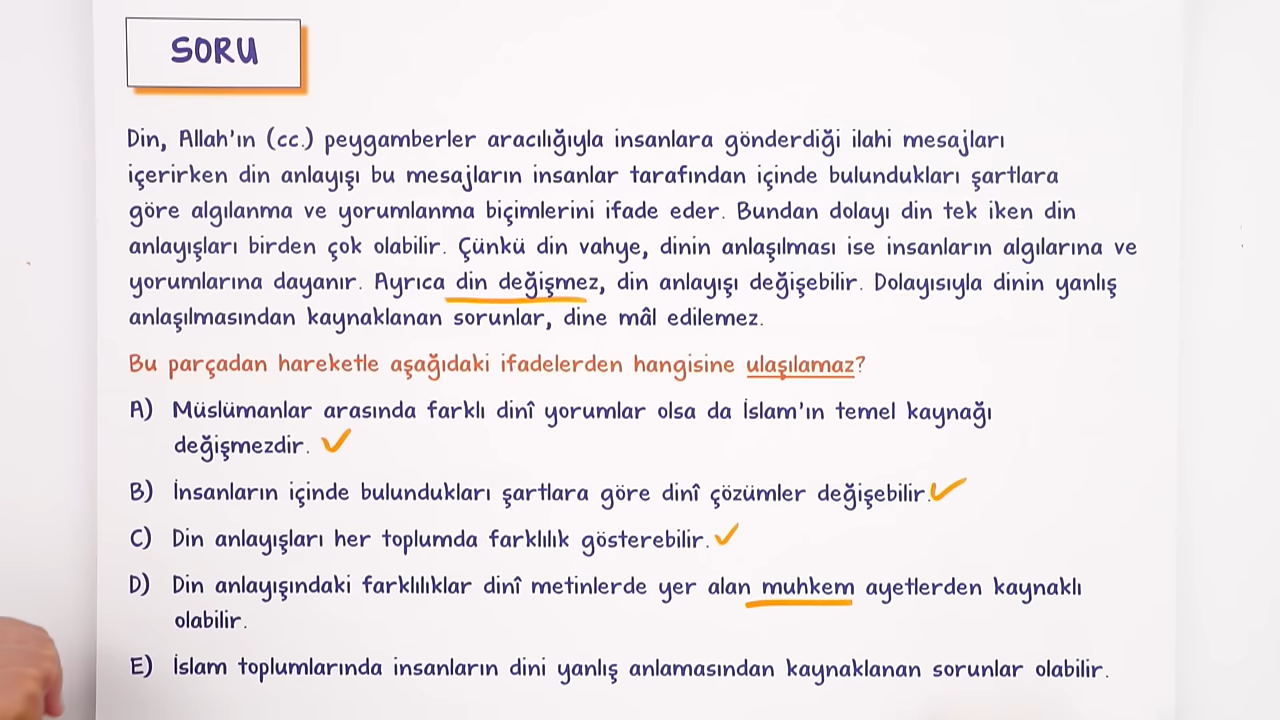 SORU
Din, Allah'ın (cc.) peygamberler aracılığıyla insanlara gönderdiği ilahi mesajları
içerirken din anlayışı bu mesajların insanlar tarafından içinde bulundukları şartlara
göre algılanma ve yorumlanma biçimlerini ifade eder. Bundan dolayı din tek iken din
anlayışları birden çok olabilir. Çünkü din vahye, dinin anlaşılması ise insanların algılarına ve
yorumlarına dayanır. Ayrıca din değişmez, din anlayışı değişebilir. Dolayısıyla dinin yanlış
anlaşılmasından kaynaklanan sorunlar, dine mâl edilemez.
Bu parçadan hareketle aşağıdaki ifadelerden hangisine ulaşılamaz?
A) Müslümanlar arasında farklı dinî yorumlar olsa da İslam'ın temel kaynağı
değişmezdir.
B) İnsanların içinde bulundukları şartlara göre dinî çözümler değişebilir.
C) Din anlayışları her toplumda farklılık gösterebilir.
D) Din anlayışındaki farklılıklar dinî metinlerde yer alan muhkem ayetlerden kaynaklı
olabilir.
E) İslam toplumlarında insanların dini yanlış anlamasından kaynaklanan sorunlar olabilir.